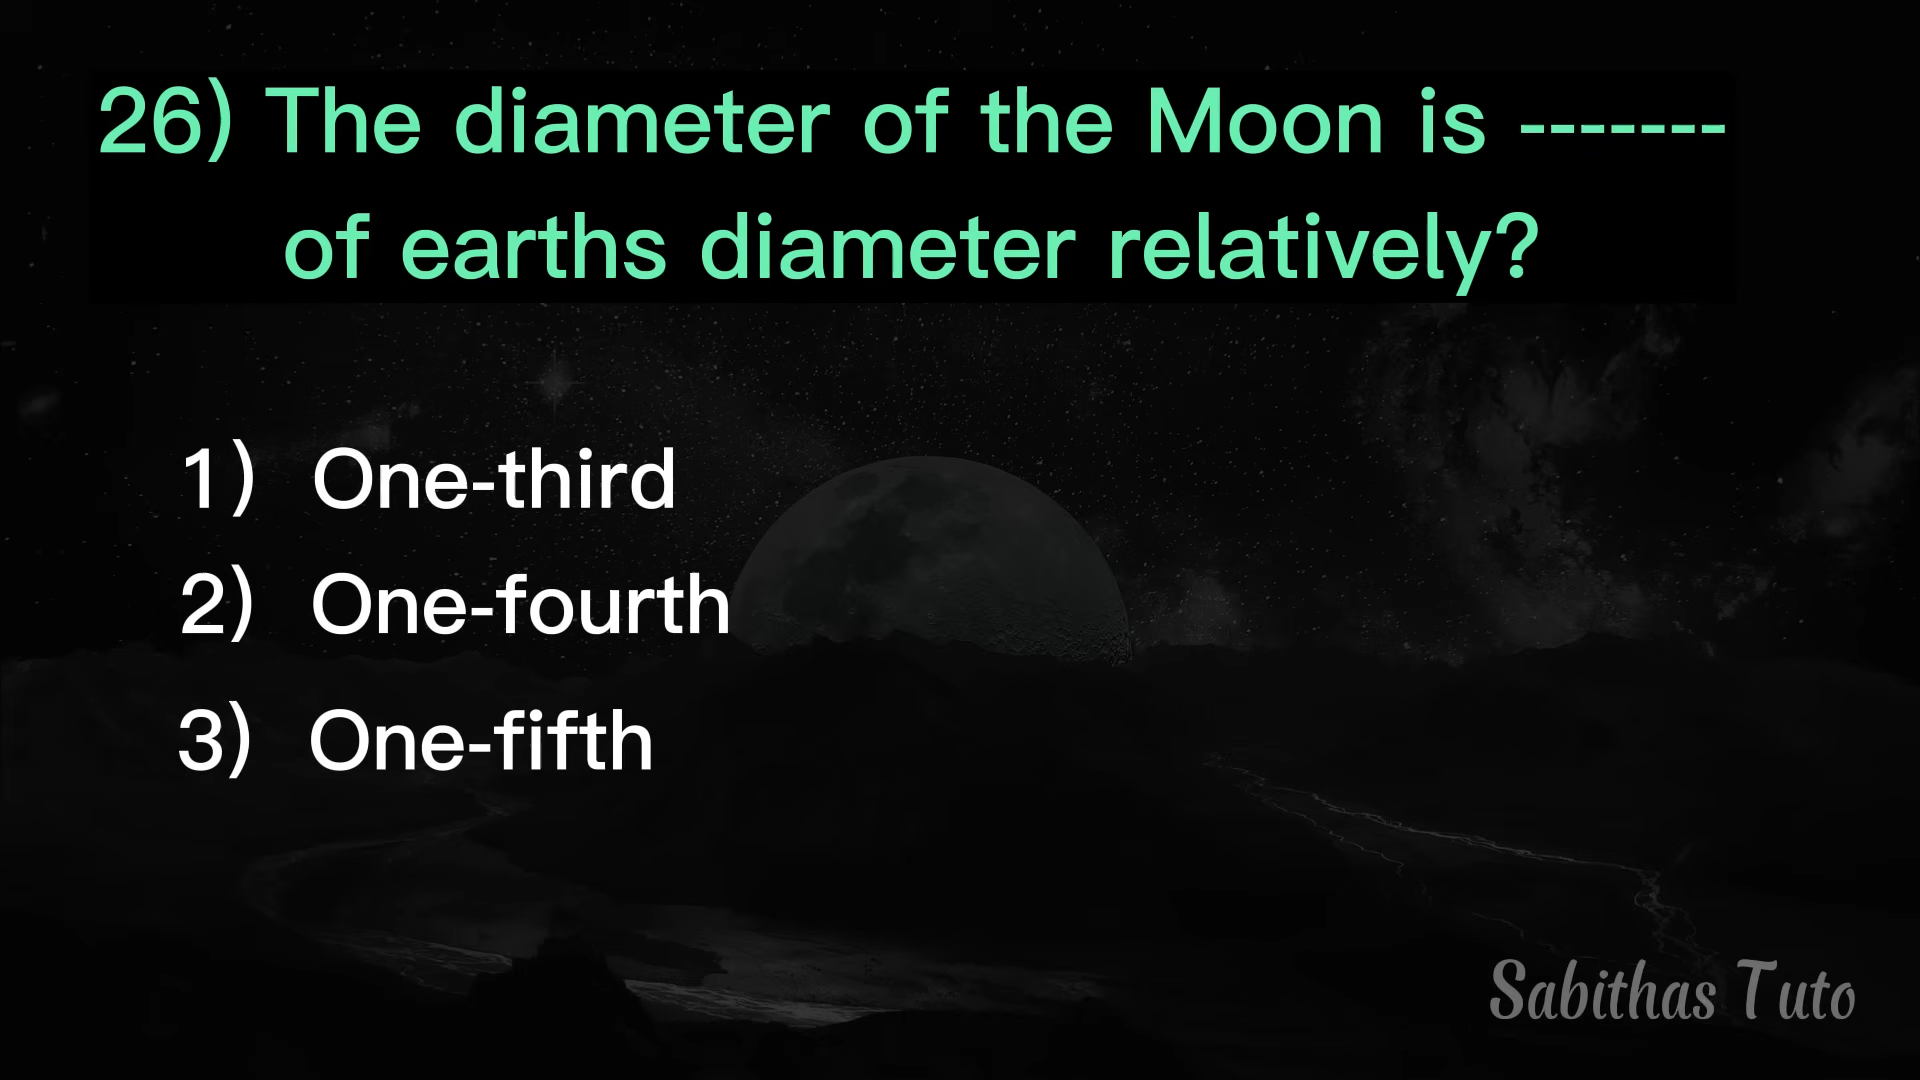 26) The diameter of the Moon is -------
of earths diameter relatively?
1) One-third
2) One-fourth
3) One-fifth
Sabithas Tuto